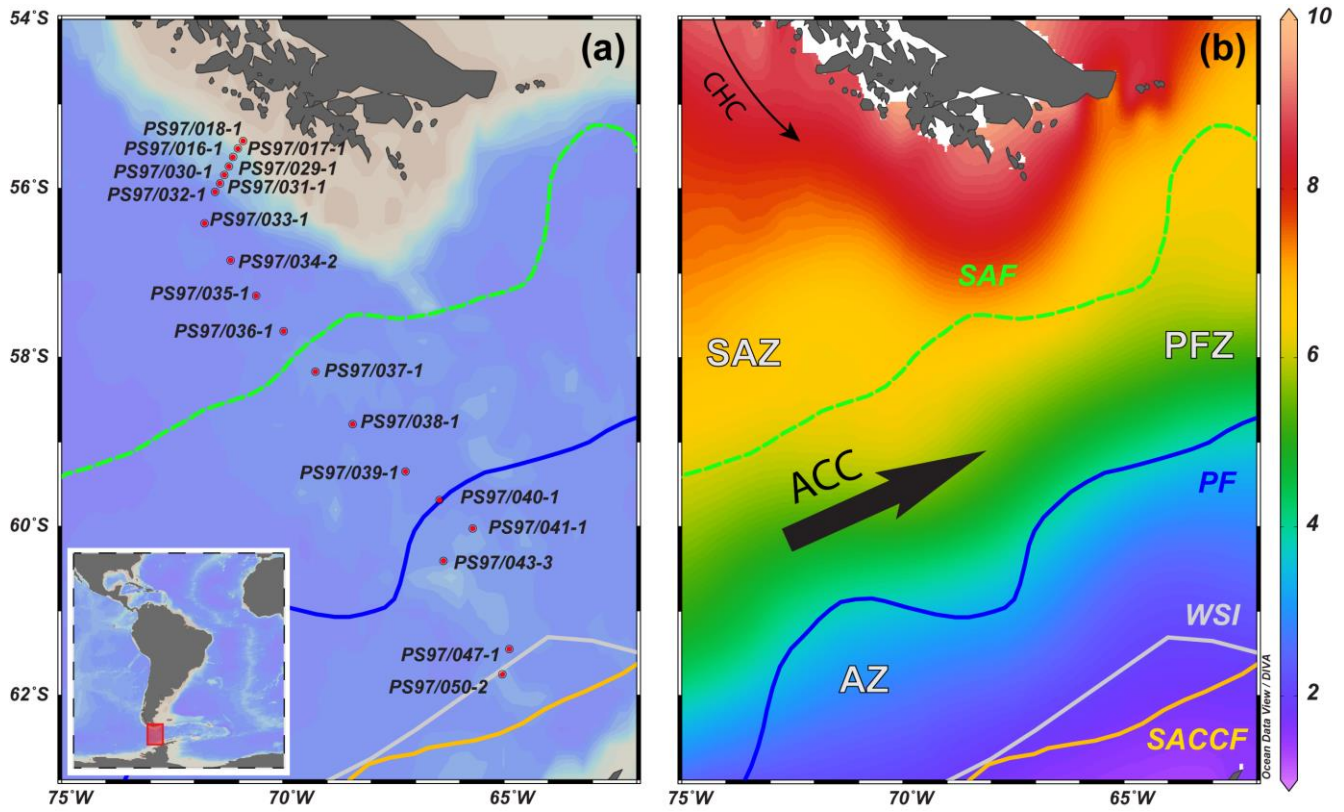 54°S
56°S
58°S
60°S
62°S
75°W
70°W
65°W
(a)
PS97/018-1
PS97/017-1
PS97/016-1
PS97/029-1
PS97/030-1
PS97/031-1
PS97/032-1
PS97/033-1
PS97/034-2
PS97/035-1
PS97/036-1
PS97/037-1
PS97/038-1
PS97/039-1
PS97/040-1
PS97/041-1
PS97/043-3
PS97/047-1
PS97/050-2
(b)
CHC
SAF
SAZ
PFZ
ACC
PF
WSI
AZ
SACCF
75°W
70°W
65°W
Ocean Data View / DIVA
10
8
6
4
2